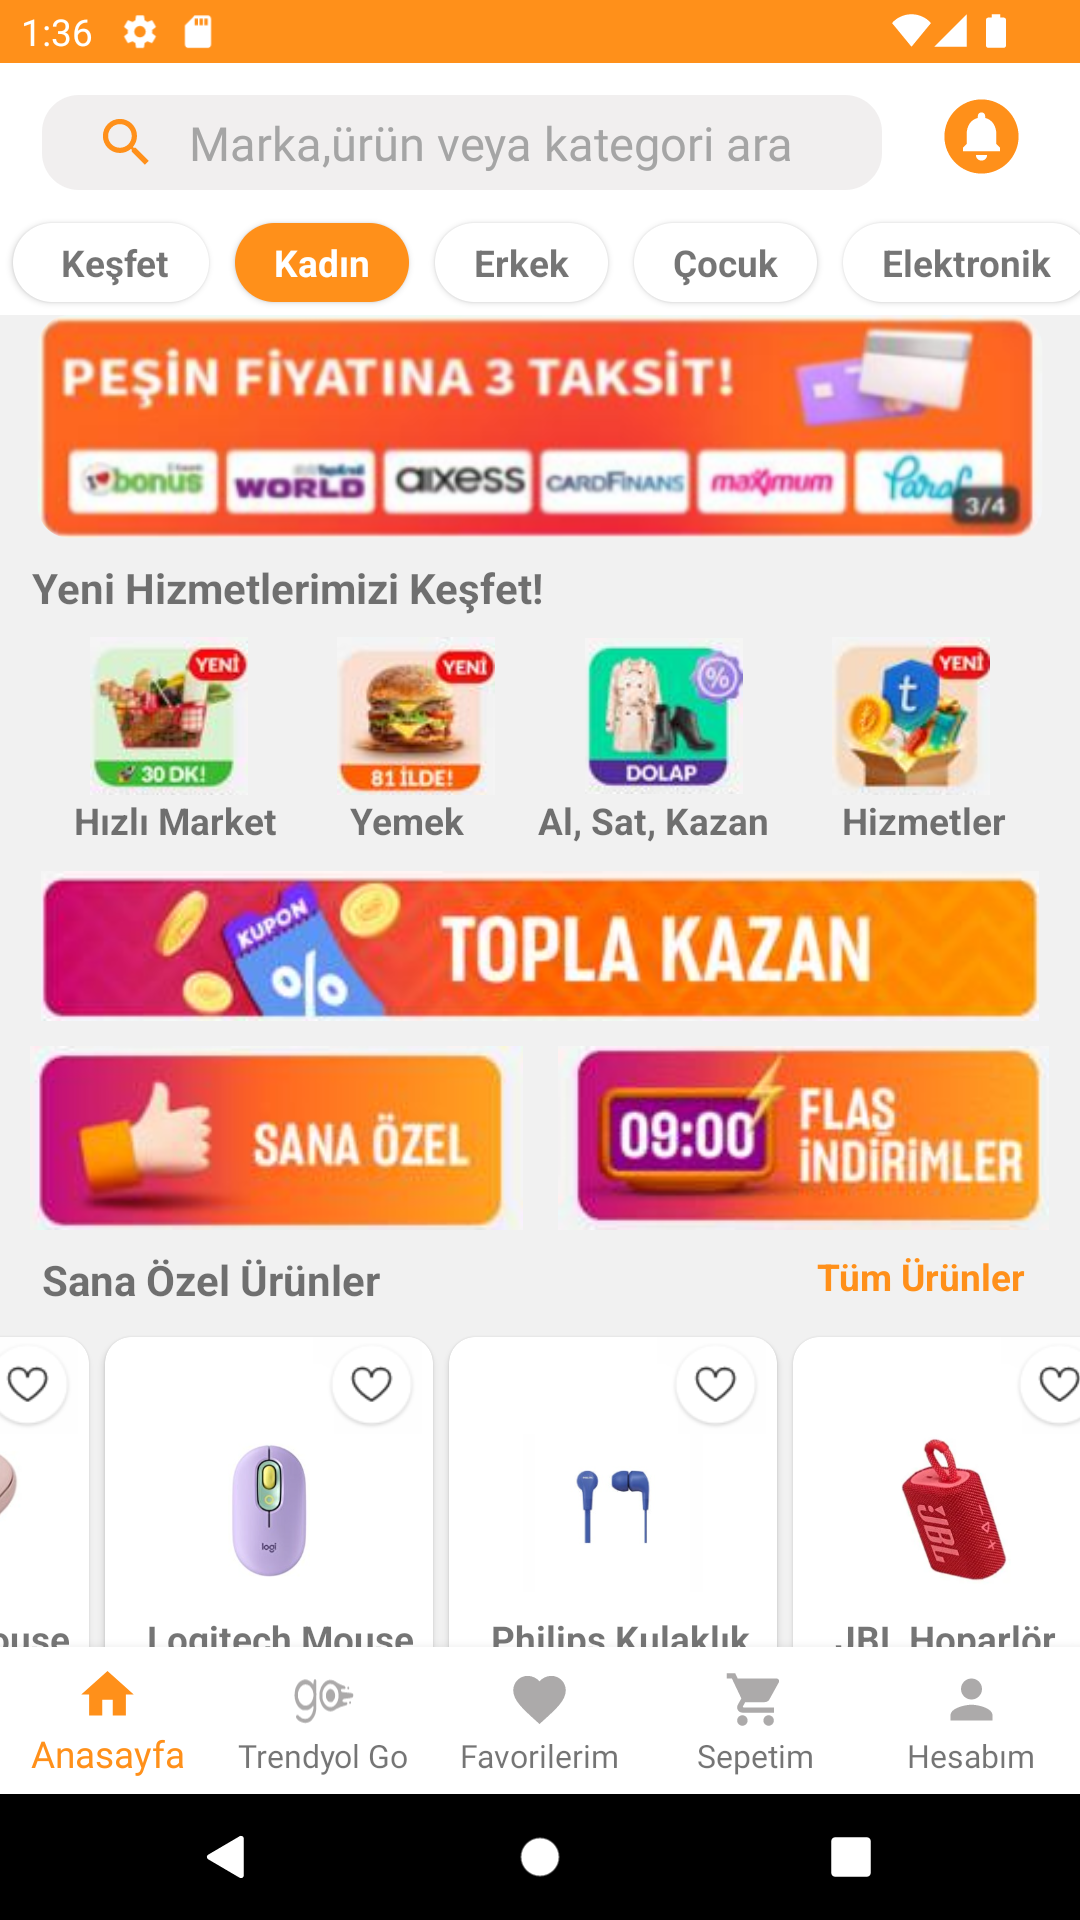 1:36
Marka,ürün veya kategori ara
Keşfet
Kadın
Erkek
Çocuk
Elektronik
PEŞİN FİYATINA 3 TAKSİT!
bonus
WORLD
axess
CARDFINANS
maximum
Paraf
3/4
Yeni Hizmetlerimizi Keşfet!
YENİ
30 DK!
YENİ
81 İLDE!
%
DOLAP
YENİ
t
Hızlı Market
Yemek
Al, Sat, Kazan
Hizmetler
KUPON
%
TOPLA KAZAN
SANA ÖZEL
09:00
FLAŞ
İNDİRİMLER
Sana Özel Ürünler
Tüm Ürünler
logi
JBL
ouse
Logitech Mouse
Philips Kulaklık
JBL Hoparlör
Anasayfa
go
Trendyol Go
Favorilerim
Sepetim
Hesabım